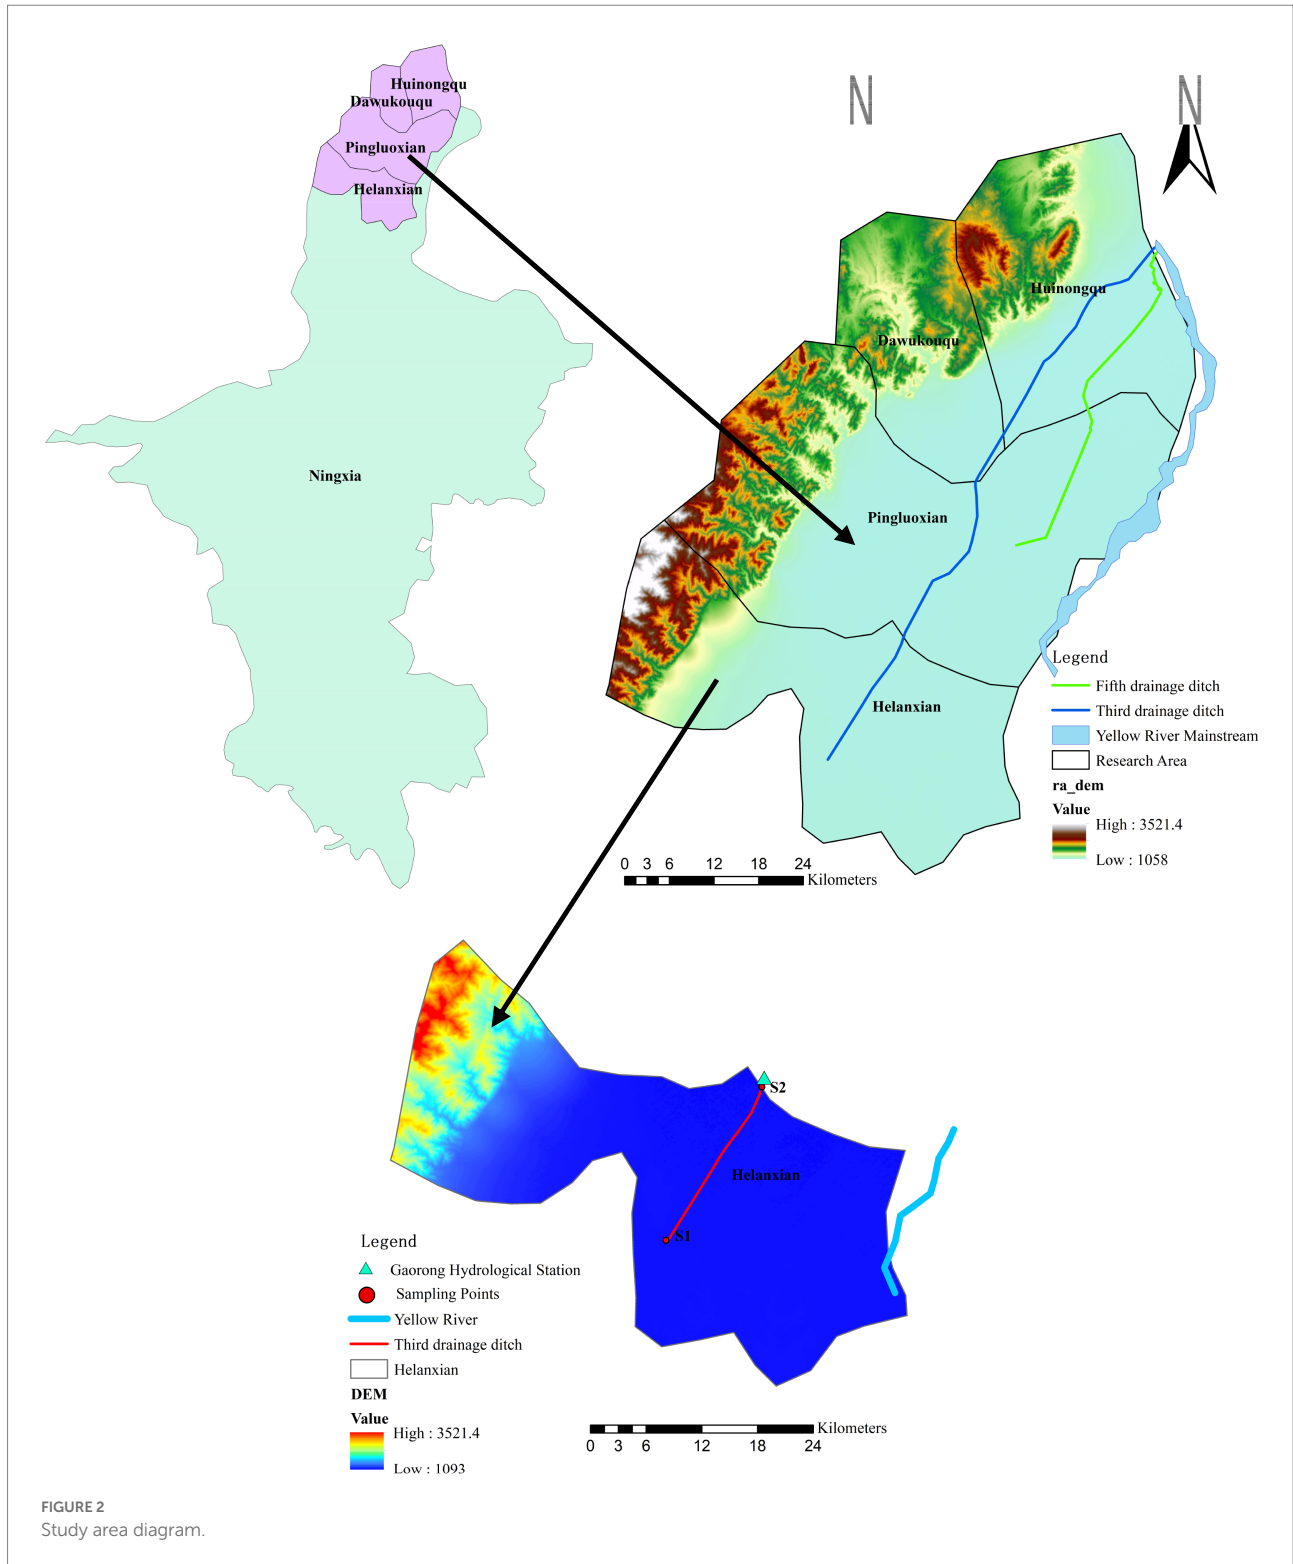 Huinongqu
Dawukouqu
Pingluoxian
Helanxian
Ningxia
N
N
Huinongqu
Dawukouqu
Pingluoxian
Helanxian
Legend
Fifth drainage ditch
Third drainage ditch
Yellow River Mainstream
Research Area
ra_dem
Value
High : 3521.4
Low : 1058
0 3 6 12 18 24
Kilometers
S2
Helanxian
S1
Legend
Gaorong Hydrological Station
Sampling Points
Yellow River
Third drainage ditch
Helanxian
DEM
Value
High : 3521.4
Low : 1093
Kilometers
0 3 6 12 18 24
FIGURE 2
Study area diagram.